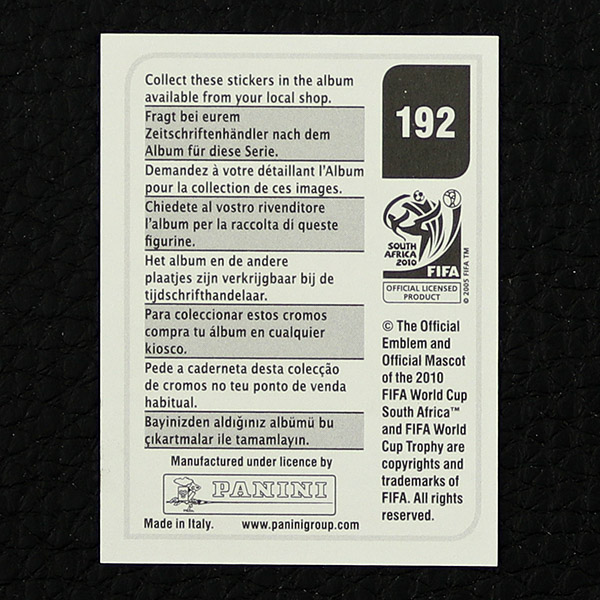 Collect these stickers in the album
available from your local shop.
Fragt bei eurem
Zeitschriftenhändler nach dem
Album für diese Serie.
Demandez à votre détaillant l'Album
pour la collection de ces images.
Chiedete al vostro rivenditore
l'album per la raccolta di queste
figurine.
Het album en de andere
plaatjes zijn verkrijgbaar bij de
tijdschrifthandelaar.
Para coleccionar estos cromos
compra tu álbum en cualquier
kiosco.
Pede a caderneta desta colecção
de cromos no teu ponto de venda
habitual.
Bayinizden aldığınız albümü bu
çıkartmalar ile tamamlayın.
Manufactured under licence by
PANINI
Made in Italy. www.paninigroup.com
192
SOUTH
AFRICA
2010
FIFA
OFFICIAL LICENSED
PRODUCT
© 2005 FIFA TM
© The Official
Emblem and
Official Mascot
of the 2010
FIFA World Cup
South Africa™
and FIFA World
Cup Trophy are
copyrights and
trademarks of
FIFA. All rights
reserved.